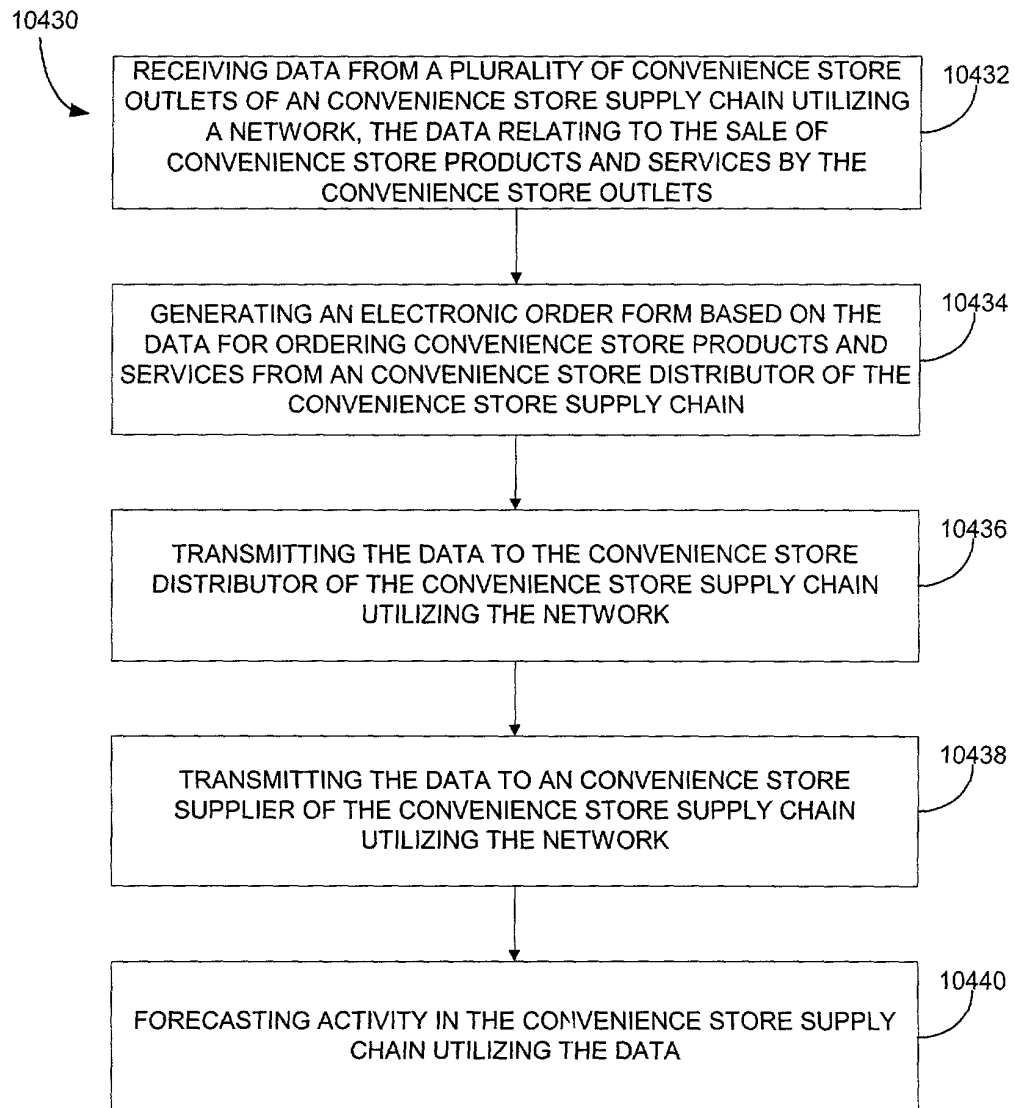 10430
RECEIVING DATA FROM A PLURALITY OF CONVENIENCE STORE
OUTLETS OF AN CONVENIENCE STORE SUPPLY CHAIN UTILIZING
A NETWORK, THE DATA RELATING TO THE SALE OF
CONVENIENCE STORE PRODUCTS AND SERVICES BY THE
CONVENIENCE STORE OUTLETS
10432
GENERATING AN ELECTRONIC ORDER FORM BASED ON THE
DATA FOR ORDERING CONVENIENCE STORE PRODUCTS AND
SERVICES FROM AN CONVENIENCE STORE DISTRIBUTOR OF THE
CONVENIENCE STORE SUPPLY CHAIN
10434
TRANSMITTING THE DATA TO THE CONVENIENCE STORE
DISTRIBUTOR OF THE CONVENIENCE STORE SUPPLY CHAIN
UTILIZING THE NETWORK
10436
TRANSMITTING THE DATA TO AN CONVENIENCE STORE
SUPPLIER OF THE CONVENIENCE STORE SUPPLY CHAIN
UTILIZING THE NETWORK
10438
FORECASTING ACTIVITY IN THE CONVENIENCE STORE SUPPLY
CHAIN UTILIZING THE DATA
10440